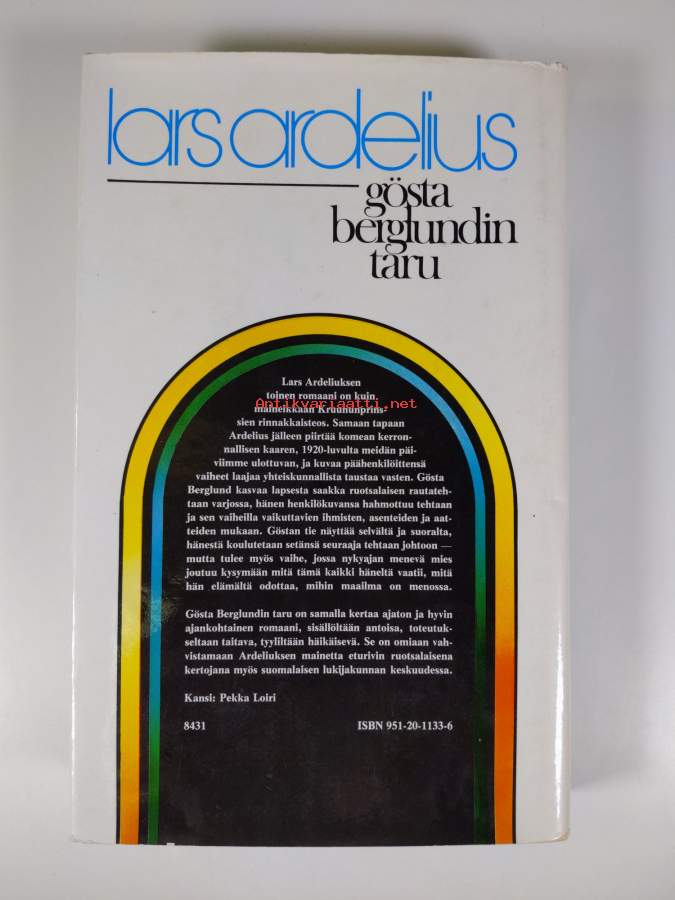 lars ardelius
gösta
berglundin
taru
Lars Ardeliuksen
toinen romaani on kuin
Antikvariaatti.net
maineikkaan Kruununprins-
sien rinnakkaisteos. Samaan tapaan
Ardelius jälleen piirtää komean kerron-
nallisen kaaren, 1920-luvulta meidän päi-
viimme ulottuvan, ja kuvaa päähenkilöittensä
vaiheet laajaa yhteiskunnallista taustaa vasten. Gösta
Berglund kasvaa lapsesta saakka ruotsalaisen rautateh-
taan varjossa, hänen henkilökuvansa hahmottuu tehtaan
ja sen vaiheilla vaikuttavien ihmisten, asenteiden ja aat-
teiden mukaan. Göstan tie näyttää selvältä ja suoralta,
hänestä koulutetaan setänsä seuraaja tehtaan johtoon —
mutta tulee myös vaihe, jossa nykyajan menevä mies
joutuu kysymään mitä tämä kaikki häneltä vaatii, mitä
hän elämältä odottaa, mihin maailma on menossa.
Gösta Berglundin taru on samalla kertaa ajaton ja hyvin
ajankohtainen romaani, sisällöltään antoisa, toteutuk-
seltaan taitava, tyyliltään häikäisevä. Se on omiaan vah-
vistamaan Ardeliuksen mainetta eturivin ruotsalaisena
kertojana myös suomalaisen lukijakunnan keskuudessa.
Kansi: Pekka Loiri
8431 ISBN 951-20-1133-6